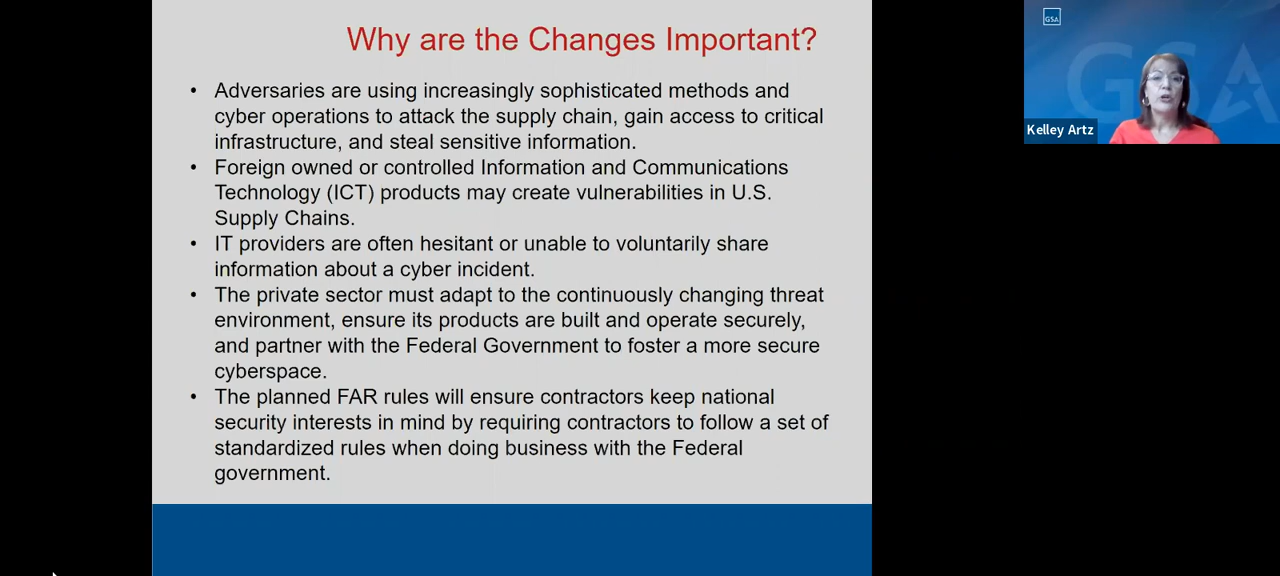 Why are the Changes Important?
• Adversaries are using increasingly sophisticated methods and
cyber operations to attack the supply chain, gain access to critical
infrastructure, and steal sensitive information.
• Foreign owned or controlled Information and Communications
Technology (ICT) products may create vulnerabilities in U.S.
Supply Chains.
• IT providers are often hesitant or unable to voluntarily share
information about a cyber incident.
• The private sector must adapt to the continuously changing threat
environment, ensure its products are built and operate securely,
and partner with the Federal Government to foster a more secure
cyberspace.
• The planned FAR rules will ensure contractors keep national
security interests in mind by requiring contractors to follow a set of
standardized rules when doing business with the Federal
government.
GSA
GSA
Kelley Artz